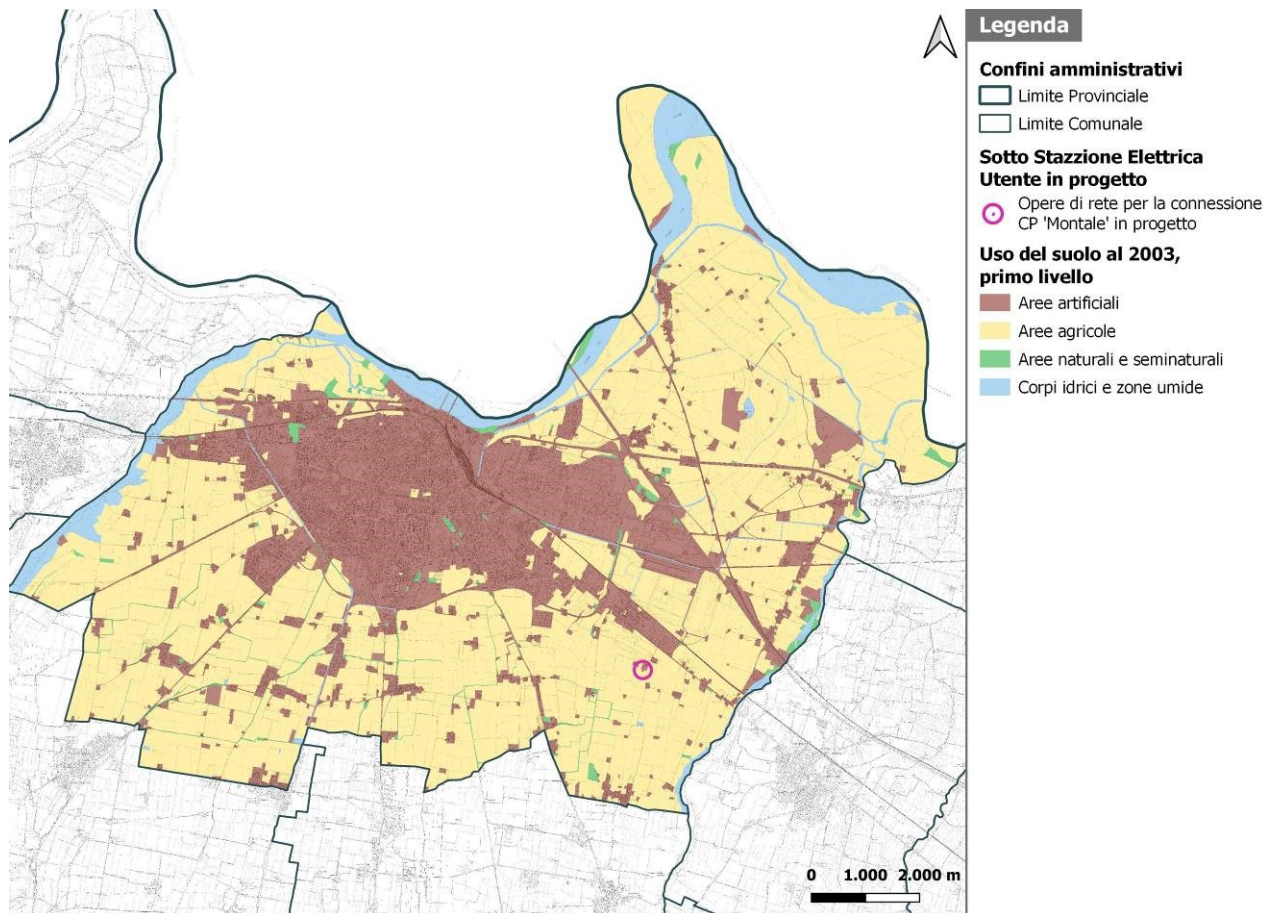 Legenda
Confini amministrativi
Limite Provinciale
Limite Comunale
Sotto Stazzione Elettrica
Utente in progetto
Opere di rete per la connessione
CP 'Montale' in progetto
Uso del suolo al 2003,
primo livello
Aree artificiali
Aree agricole
Aree naturali e seminaturali
Corpi idrici e zone umide
0 1.000 2.000 m